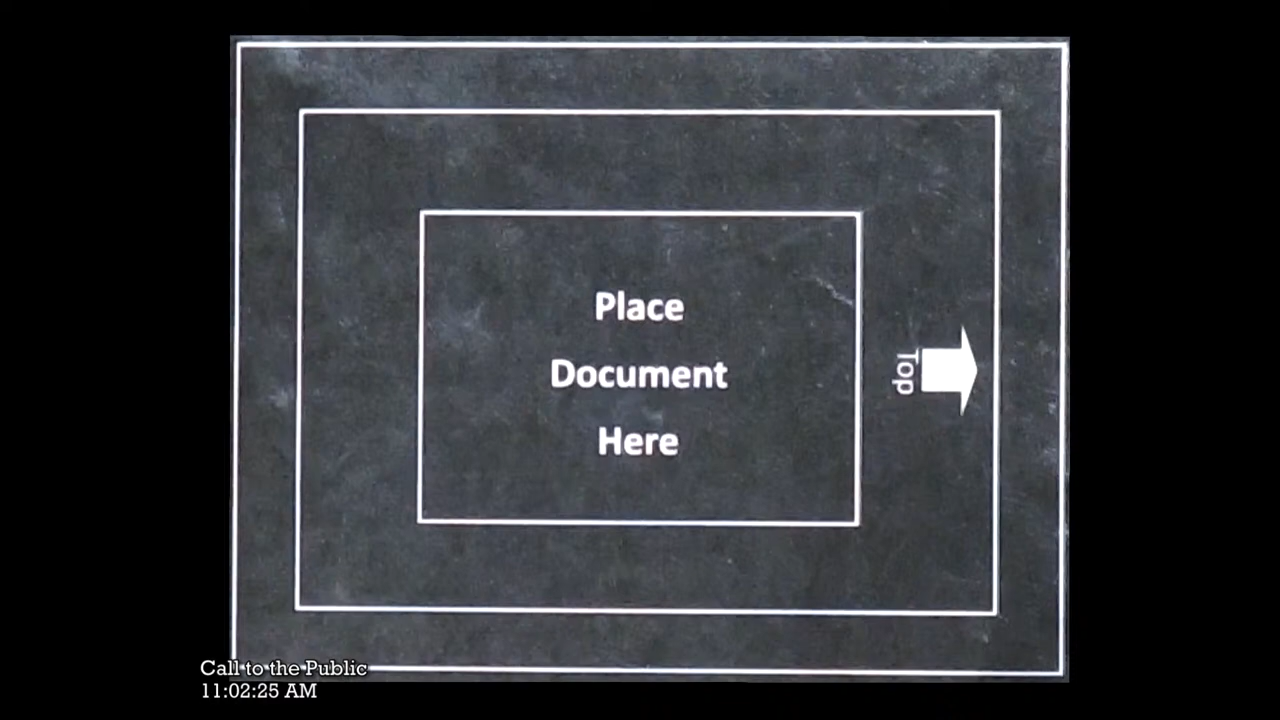 Place
Document
Here
Top
Call to the Public
11:02:25 AM